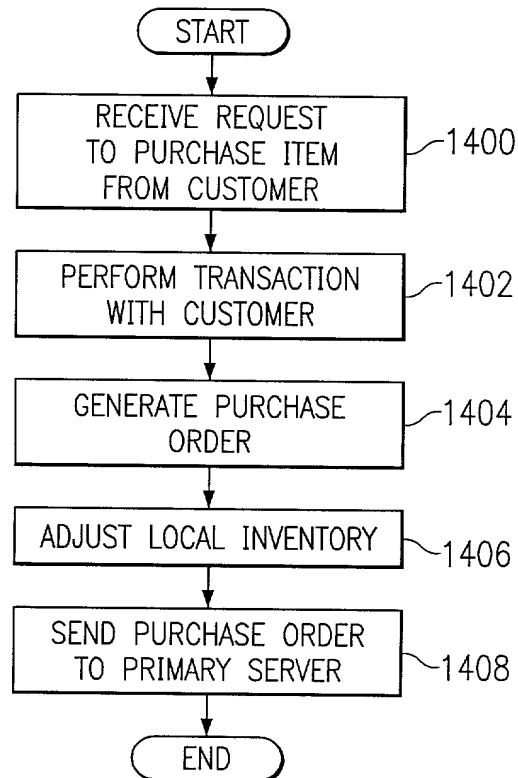 START
RECEIVE REQUEST
TO PURCHASE ITEM
FROM CUSTOMER
1400
PERFORM TRANSACTION
WITH CUSTOMER
1402
GENERATE PURCHASE
ORDER
1404
ADJUST LOCAL INVENTORY
1406
SEND PURCHASE ORDER
TO PRIMARY SERVER
1408
END